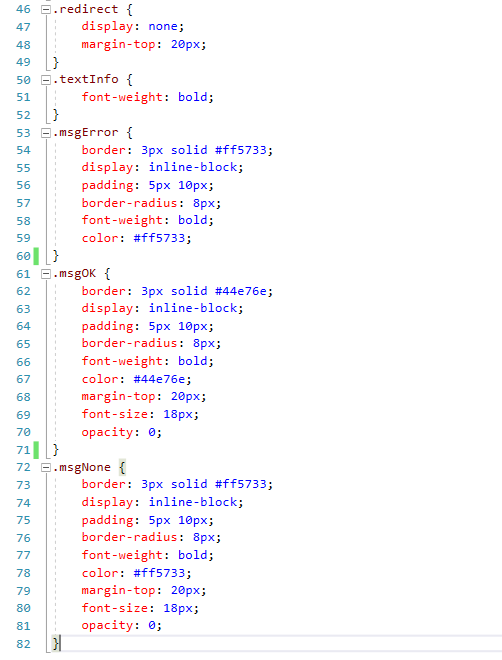 46 .redirect {
47 display: none;
48 margin-top: 20px;
49 }
50 .textInfo {
51 font-weight: bold;
52 }
53 .msgError {
54 border: 3px solid #ff5733;
55 display: inline-block;
56 padding: 5px 10px;
57 border-radius: 8px;
58 font-weight: bold;
59 color: #ff5733;
60 }
61 .msgOK {
62 border: 3px solid #44e76e;
63 display: inline-block;
64 padding: 5px 10px;
65 border-radius: 8px;
66 font-weight: bold;
67 color: #44e76e;
68 margin-top: 20px;
69 font-size: 18px;
70 opacity: 0;
71 }
72 .msgNone {
73 border: 3px solid #ff5733;
74 display: inline-block;
75 padding: 5px 10px;
76 border-radius: 8px;
77 font-weight: bold;
78 color: #ff5733;
79 margin-top: 20px;
80 font-size: 18px;
81 opacity: 0;
82 }